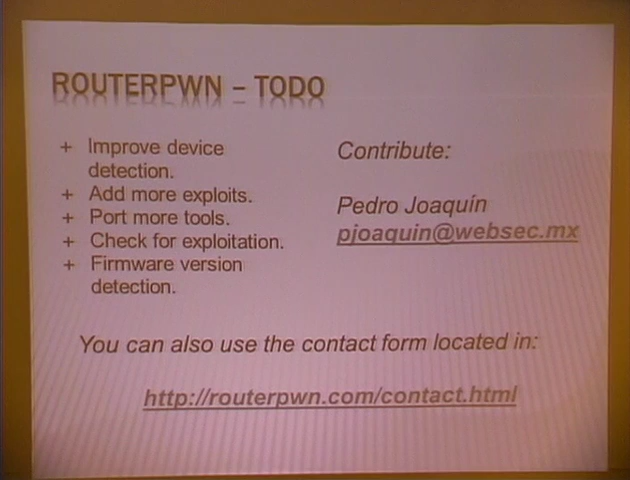 ROUTERPWN – TODO
+ Improve device
detection.
+ Add more exploits.
+ Port more tools.
+ Check for exploitation.
+ Firmware version
detection.
Contribute:
Pedro Joaquín
pjoaquin@websec.mx
You can also use the contact form located in:
http://routerpwn.com/contact.html